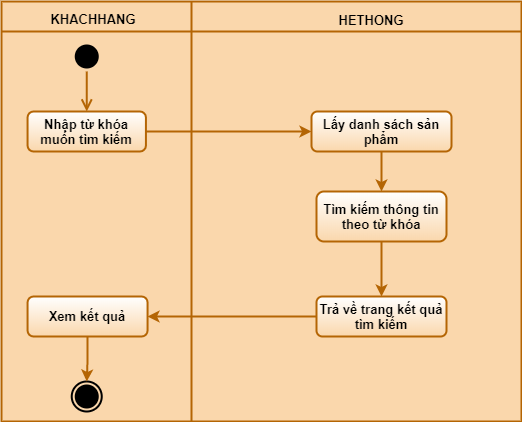 KHACHHANG
HETHONG
Nhập từ khóa
muốn tìm kiếm
Lấy danh sách sản
phẩm
Tìm kiếm thông tin
theo từ khóa
Trả về trang kết quả
tìm kiếm
Xem kết quả